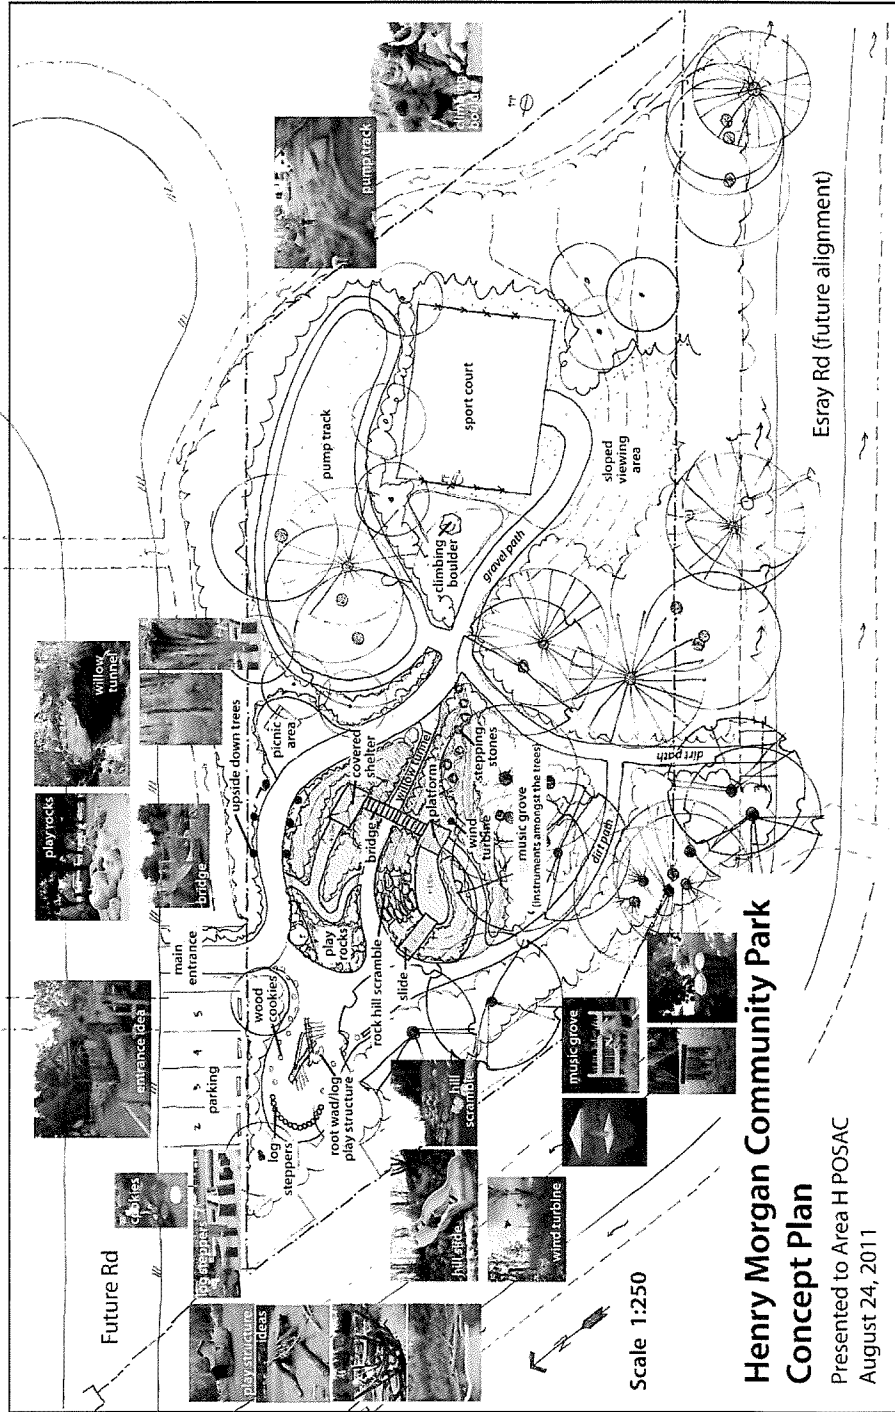 Future Rd
play structure
ideas
log steppers
cookies
entrance idea
play rocks
willow
tunnel
bridge
pump track
climbing
boulder
2
3
4
5
parking
main
entrance
upside down trees
picnic
area
log
steppers
wood
cookies
root wad/log
play structure
play
rocks
rock hill scramble
slide
bridge
covered
shelter
willow tunnel
platform
wind
turbine
stepping
stones
music grove
(instruments amongst the trees)
dirt path
dirt path
gravel path
climbing
boulder
pump track
sport court
sloped
viewing
area
hill slide
hill
scramble
wind turbine
music grove
Esray Rd (future alignment)
N
Scale 1:250
Henry Morgan Community Park
Concept Plan
Presented to Area H POSAC
August 24, 2011